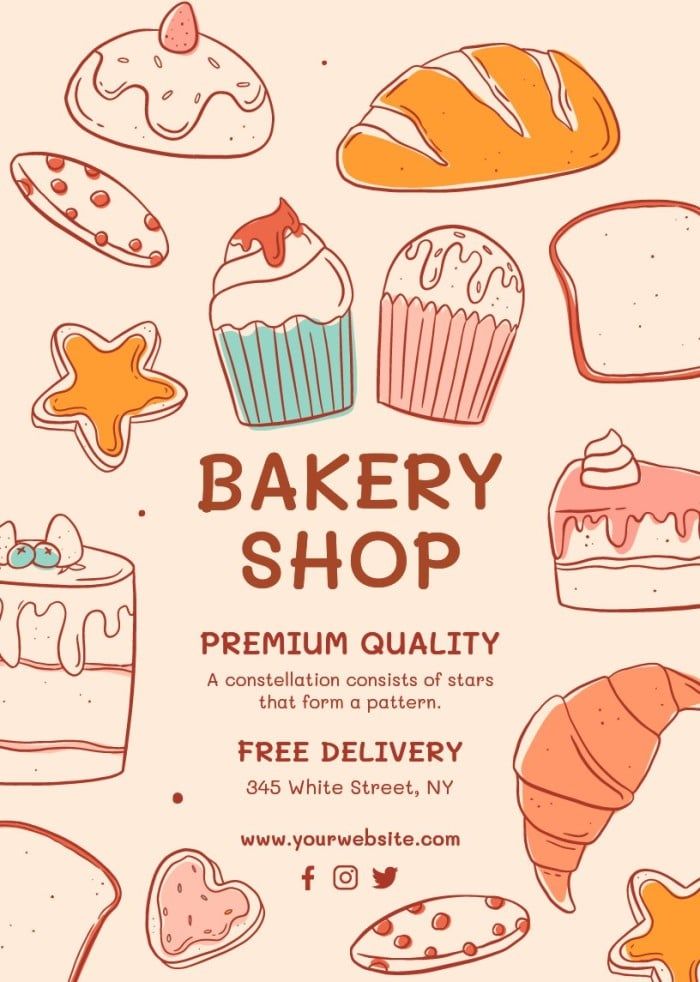 BAKERY
SHOP
PREMIUM QUALITY
A constellation consists of stars
that form a pattern.
FREE DELIVERY
345 White Street, NY
www.yourwebsite.com